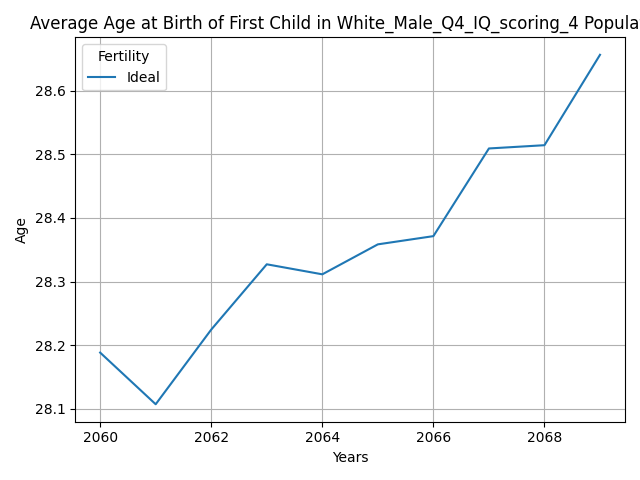 Average Age at Birth of First Child in White_Male_Q4_IQ_scoring_4 Popula
Fertility
Ideal
28.6
28.5
28.4
28.3
28.2
28.1
Age
2060 2062 2064 2066 2068
Years